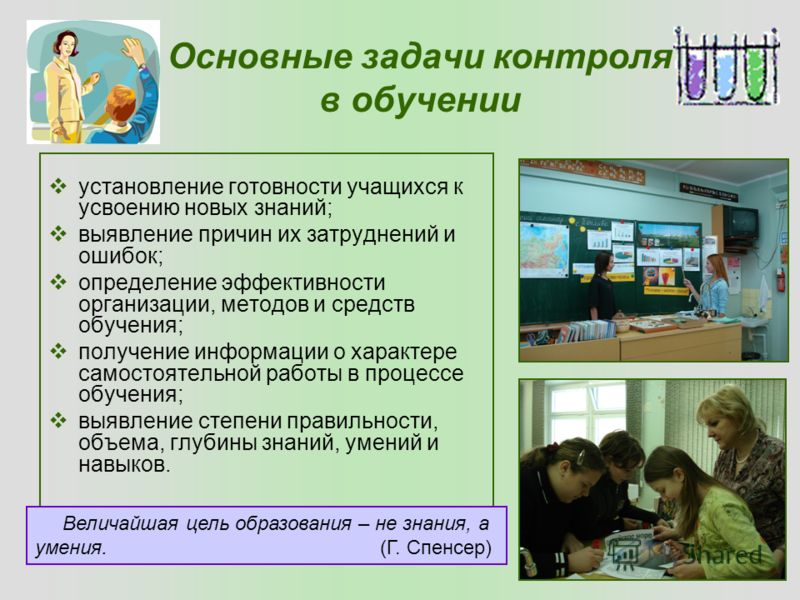 Основные задачи контроля
в обучении
установление готовности учащихся к
усвоению новых знаний;
выявление причин их затруднений и
ошибок;
определение эффективности
организации, методов и средств
обучения;
получение информации о характере
самостоятельной работы в процессе
обучения;
выявление степени правильности,
объема, глубины знаний, умений и
навыков.
Величайшая цель образования – не знания, а
умения. (Г. Спенсер)
Shared